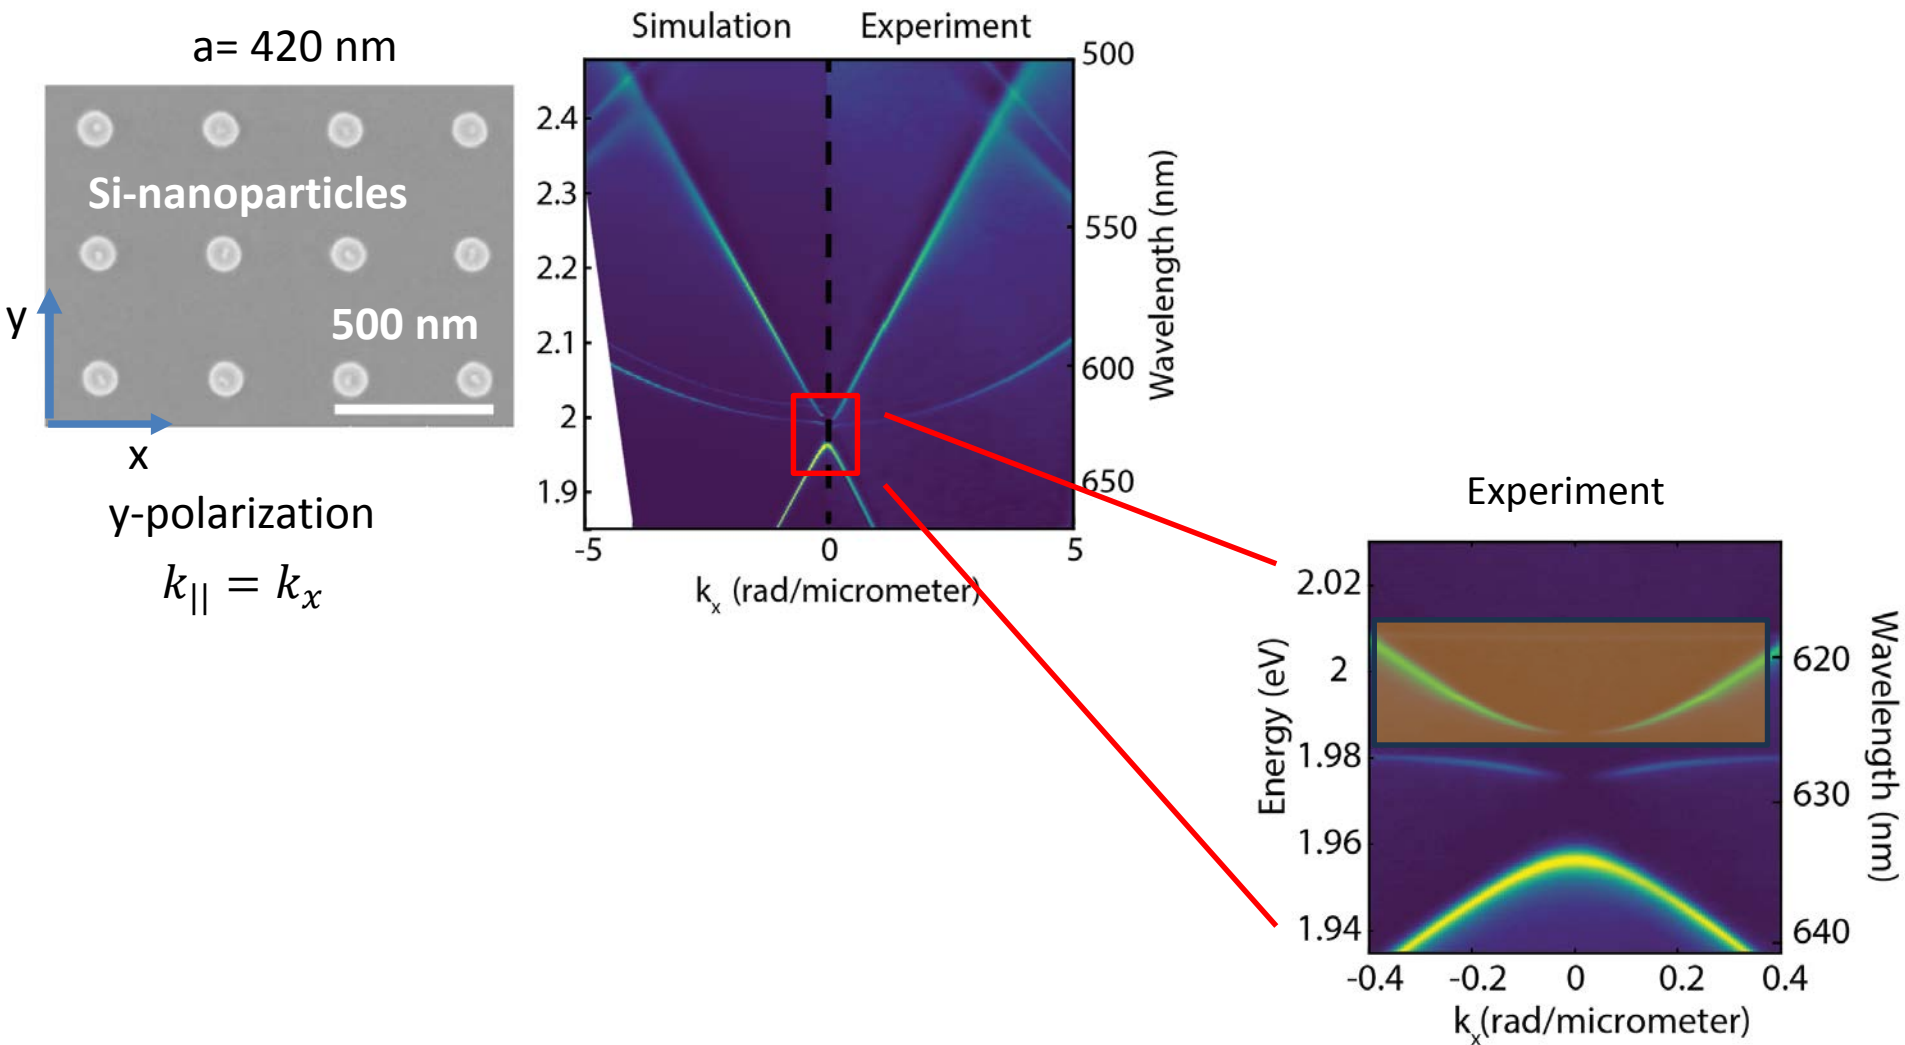 a= 420 nm
Si-nanoparticles
500 nm
y
x
y-polarization
k_{||} = k_x
Simulation
Experiment
2.4
2.3
2.2
2.1
2
1.9
500
550
600
650
Wavelength (nm)
-5
0
5
k_x (rad/micrometer)
Experiment
Energy (eV)
2.02
2
1.98
1.96
1.94
620
630
640
Wavelength (nm)
-0.4
-0.2
0
0.2
0.4
k_x(rad/micrometer)